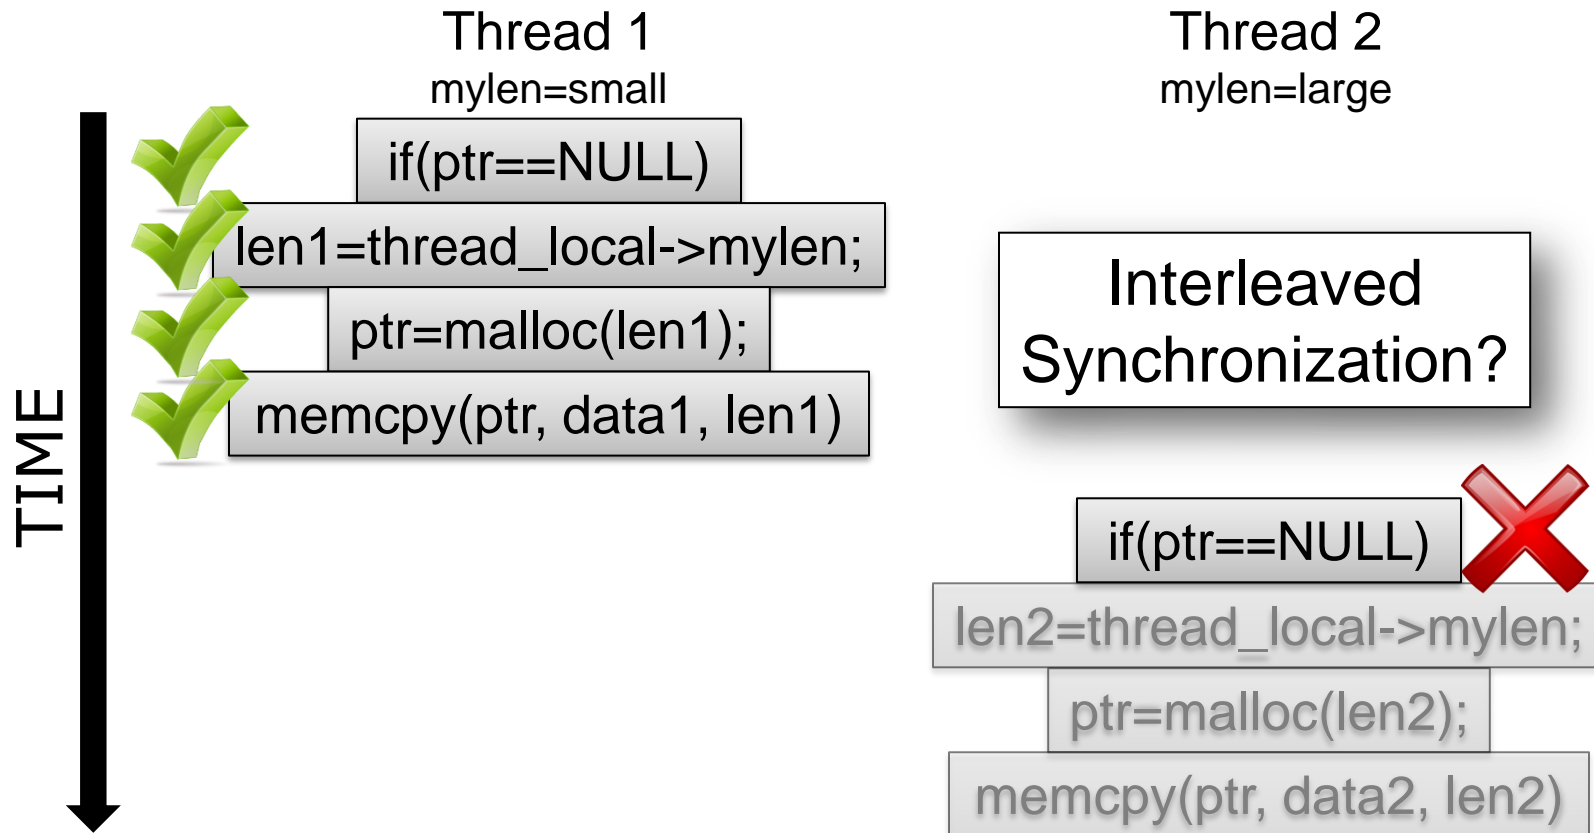 Thread 1
mylen=small
Thread 2
mylen=large
TIME
if(ptr==NULL)
len1=thread_local->mylen;
ptr=malloc(len1);
memcpy(ptr, data1, len1)
Interleaved
Synchronization?
if(ptr==NULL)
len2=thread_local->mylen;
ptr=malloc(len2);
memcpy(ptr, data2, len2)